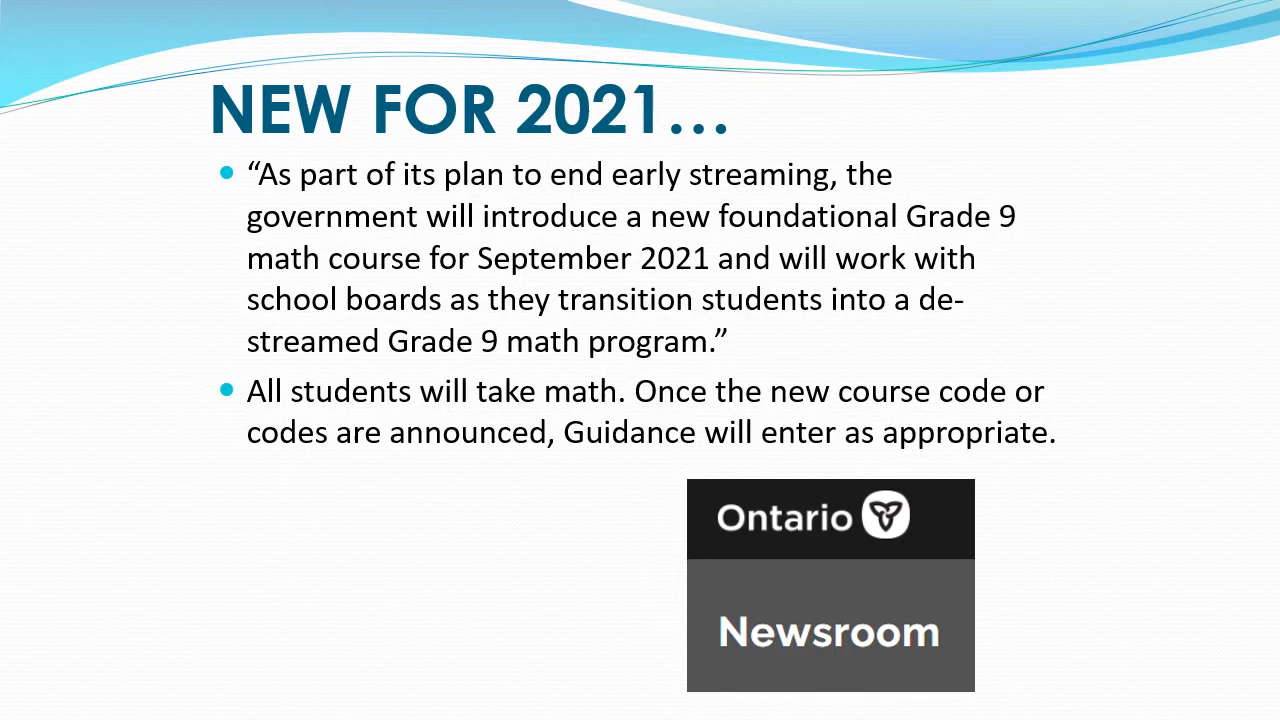 NEW FOR 2021…
“As part of its plan to end early streaming, the
government will introduce a new foundational Grade 9
math course for September 2021 and will work with
school boards as they transition students into a de-
streamed Grade 9 math program.”
All students will take math. Once the new course code or
codes are announced, Guidance will enter as appropriate.
Ontario
Newsroom